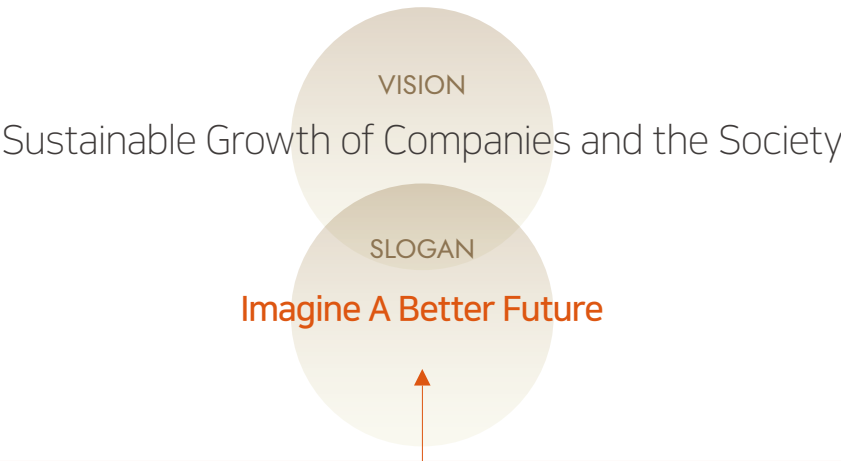 VISION
Sustainable Growth of Companies and the Society
SLOGAN
Imagine A Better Future